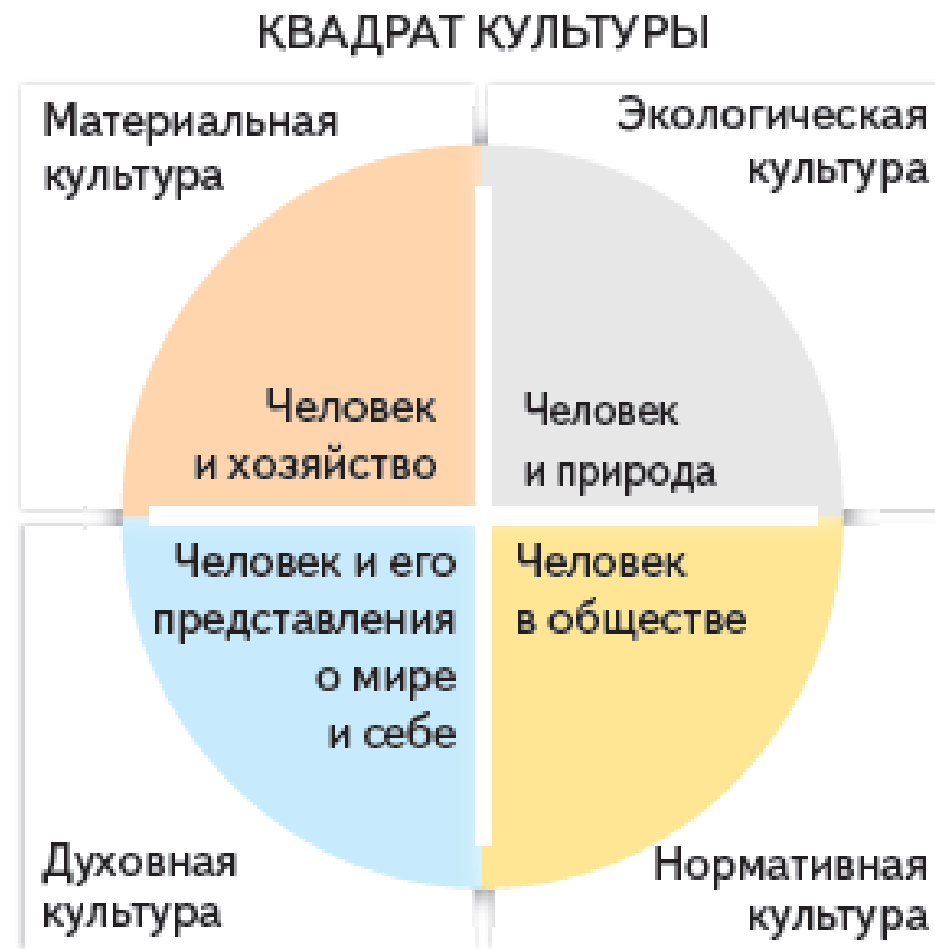 КВАДРАТ КУЛЬТУРЫ
Материальная
культура
Экологическая
культура
Человек
и хозяйство
Человек
и природа
Человек и его
представления
о мире
и себе
Человек
в обществе
Духовная
культура
Нормативная
культура